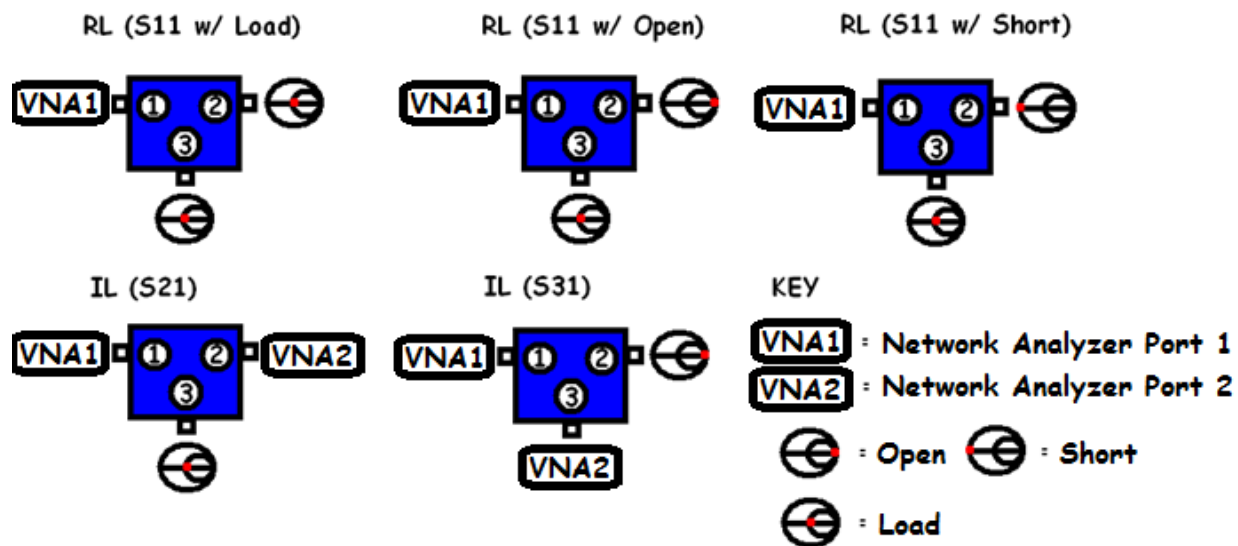 RL (S11 w/ Load)
RL (S11 w/ Open)
RL (S11 w/ Short)
VNA1 1 2
3
VNA1 1 2
3
VNA1 1 2
3
IL (S21)
IL (S31)
KEY
VNA1 1 2 VNA2
3
VNA1 1 2
3
VNA2
VNA1 : Network Analyzer Port 1
VNA2 : Network Analyzer Port 2
: Open
: Short
: Load